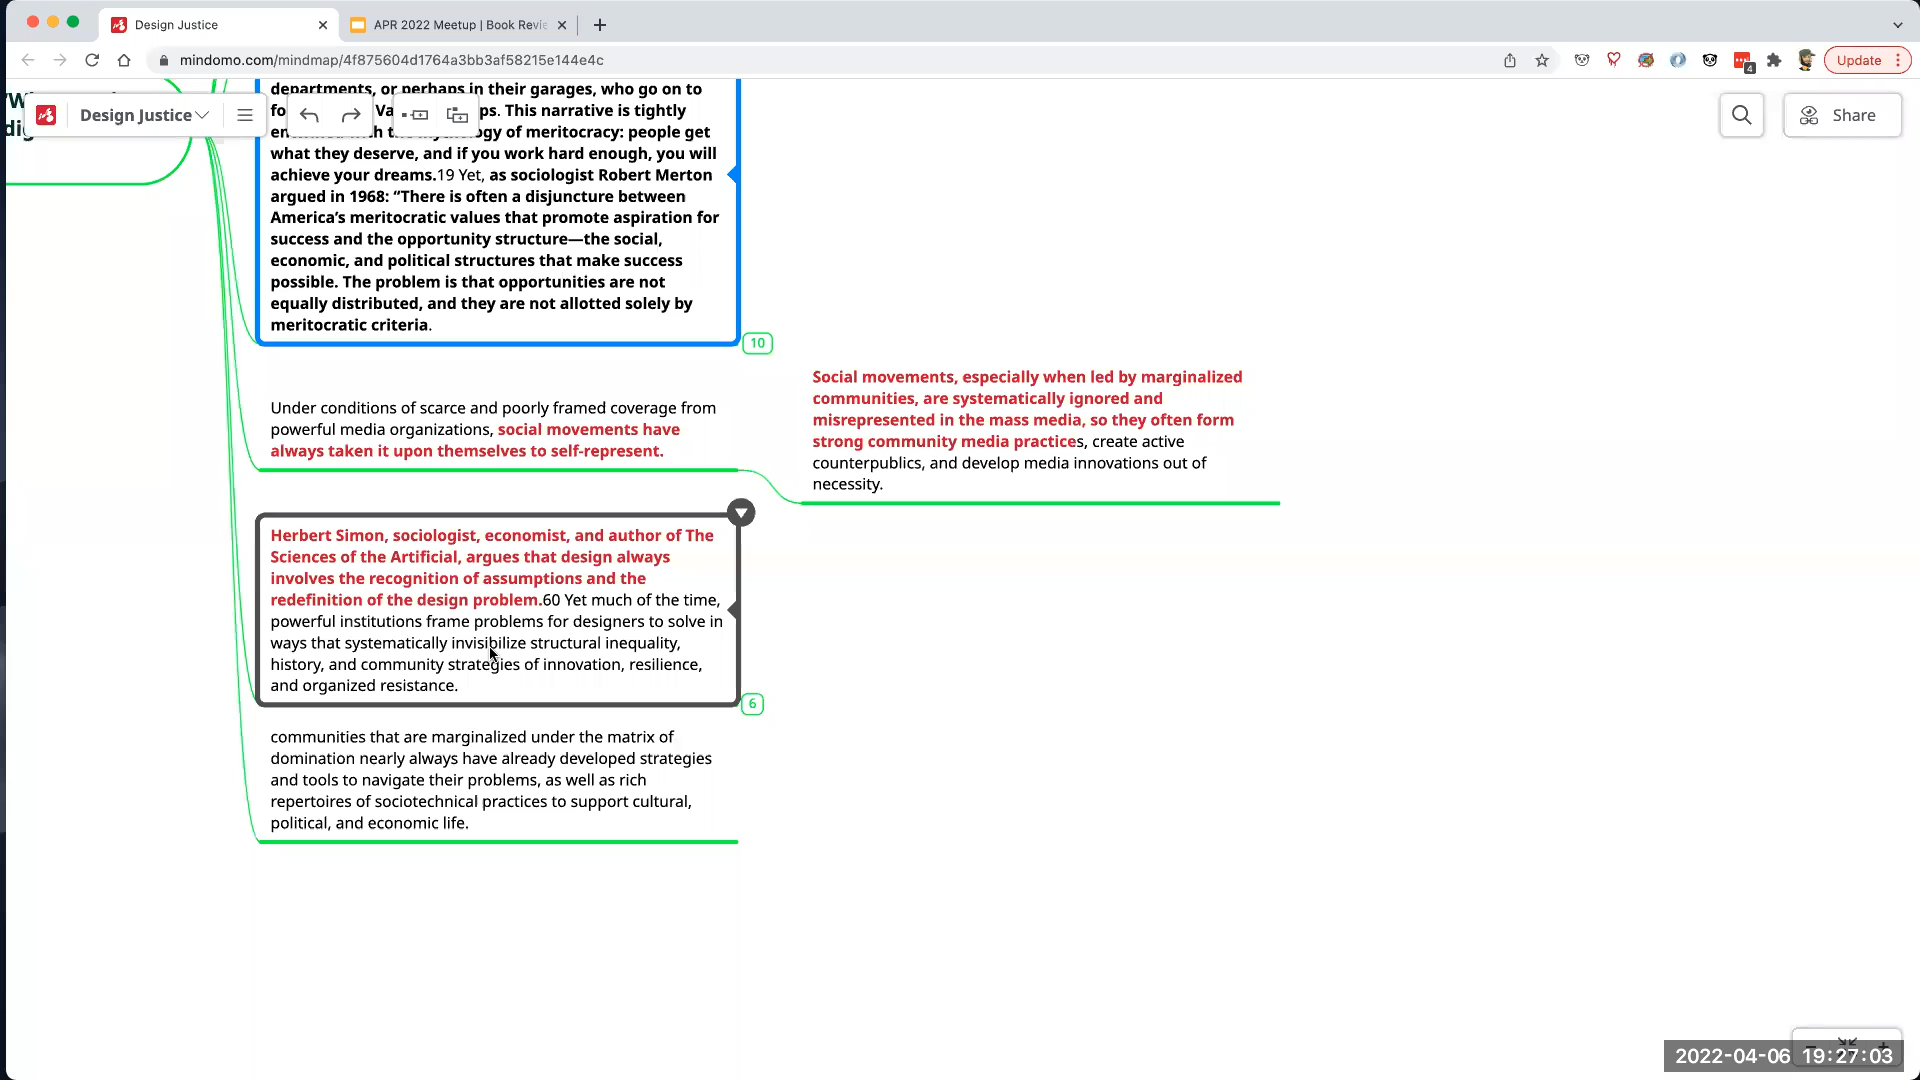 Design Justice
APR 2022 Meetup | Book Revie
mindomo.com/mindmap/4f875604d1764a3bb3af58215e144e4c
4
Update
Design Justice
Share
departments, or perhaps in their garages, who go on to
fo Va ps. This narrative is tightly
en th the mythology of meritocracy: people get
what they deserve, and if you work hard enough, you will
achieve your dreams.19 Yet, as sociologist Robert Merton
argued in 1968: “There is often a disjuncture between
America’s meritocratic values that promote aspiration for
success and the opportunity structure—the social,
economic, and political structures that make success
possible. The problem is that opportunities are not
equally distributed, and they are not allotted solely by
meritocratic criteria.
10
Under conditions of scarce and poorly framed coverage from
powerful media organizations, social movements have
always taken it upon themselves to self-represent.
Social movements, especially when led by marginalized
communities, are systematically ignored and
misrepresented in the mass media, so they often form
strong community media practices, create active
counterpublics, and develop media innovations out of
necessity.
Herbert Simon, sociologist, economist, and author of The
Sciences of the Artificial, argues that design always
involves the recognition of assumptions and the
redefinition of the design problem.60 Yet much of the time,
powerful institutions frame problems for designers to solve in
ways that systematically invisibilize structural inequality,
history, and community strategies of innovation, resilience,
and organized resistance.
6
communities that are marginalized under the matrix of
domination nearly always have already developed strategies
and tools to navigate their problems, as well as rich
repertoires of sociotechnical practices to support cultural,
political, and economic life.
2022-04-06 19:27:03